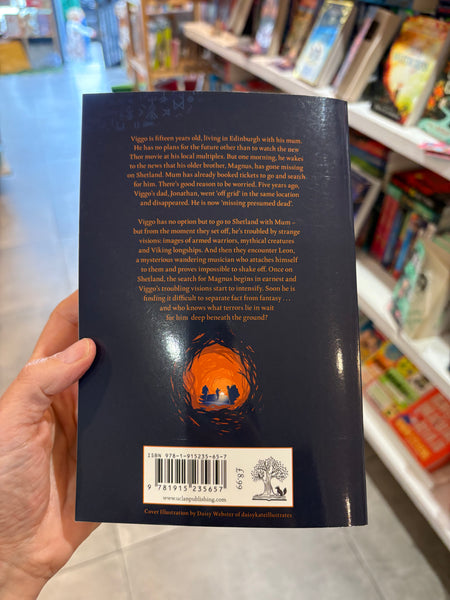 Viggo is fifteen years old, living in Edinburgh with his mum.
He has no plans for the future other than to watch the new
Thor movie at his local multiplex. But one morning, he wakes
to the news that his older brother, Magnus, has gone missing
on Shetland. Mum has already booked tickets to go and search
for him. There's good reason to be worried. Five years ago,
Viggo's dad, Jonathan, went 'off grid' in the same location
and disappeared. He is now 'missing presumed dead'.
Viggo has no option but to go to Shetland with Mum –
but from the moment they set off, he's troubled by strange
visions: images of armed warriors, mythical creatures
and Viking longships. And then they encounter Leon,
a mysterious wandering musician who attaches himself
to them and proves impossible to shake off. Once on
Shetland, the search for Magnus begins in earnest and
Viggo's troubling visions start to intensify. Soon he is
finding it difficult to separate fact from fantasy . . .
and who knows what terrors lie in wait
for him deep beneath the ground?
ISBN 978-1-915235-65-7
9 781915 235657
£8.99
www.uclanpublishing.com
Cover Illustration by Daisy Webster of daisykateillustrates